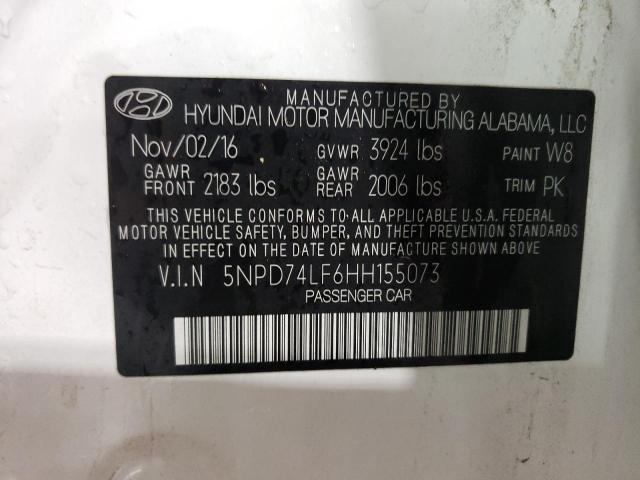 MANUFACTURED BY
HYUNDAI MOTOR MANUFACTURING ALABAMA, LLC
Nov/02/16 GVWR 3924 lbs PAINT W8
GAWR FRONT 2183 lbs GAWR REAR 2006 lbs TRIM PK
THIS VEHICLE CONFORMS TO ALL APPLICABLE U.S.A. FEDERAL
MOTOR VEHICLE SAFETY, BUMPER, AND THEFT PREVENTION STANDARDS
IN EFFECT ON THE DATE OF MANUFACTURE SHOWN ABOVE.
V.I.N 5NPD74LF6HH155073
PASSENGER CAR